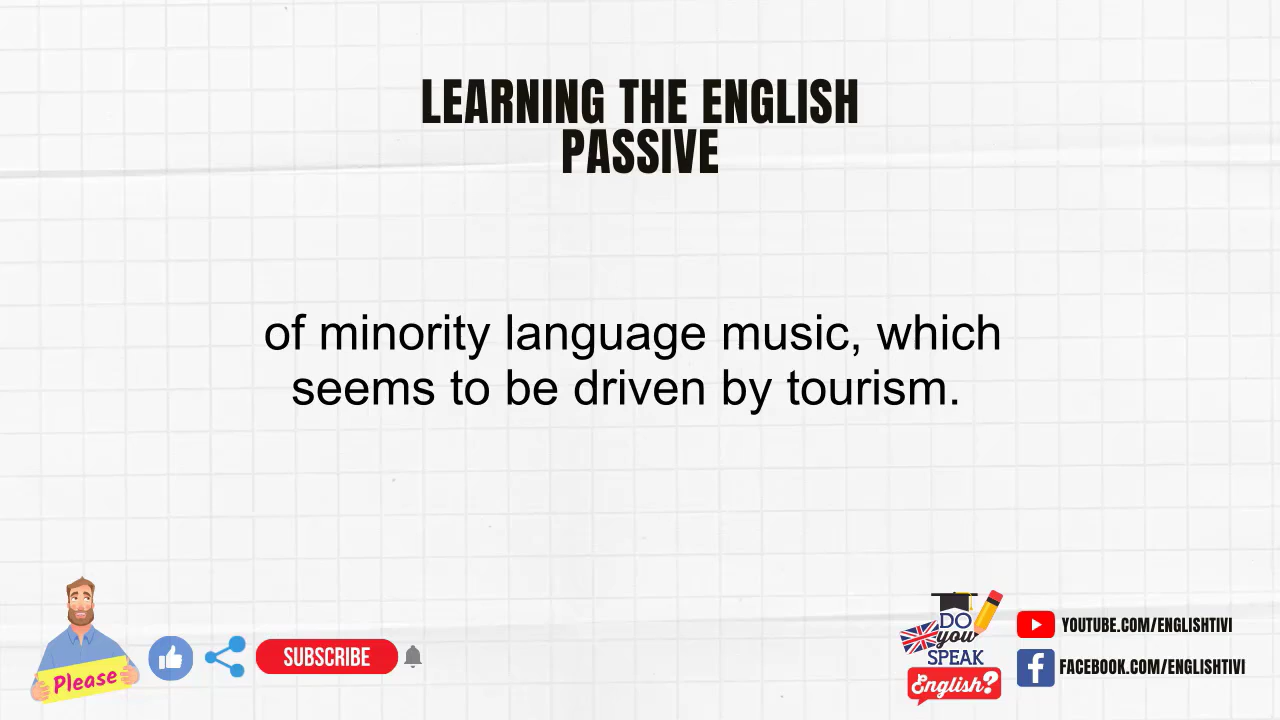 LEARNING THE ENGLISH
PASSIVE
of minority language music, which
seems to be driven by tourism.
Please
SUBSCRIBE
DO
you
SPEAK
English?
YOUTUBE.COM/ENGLISHTIVI
FACEBOOK.COM/ENGLISHTIVI